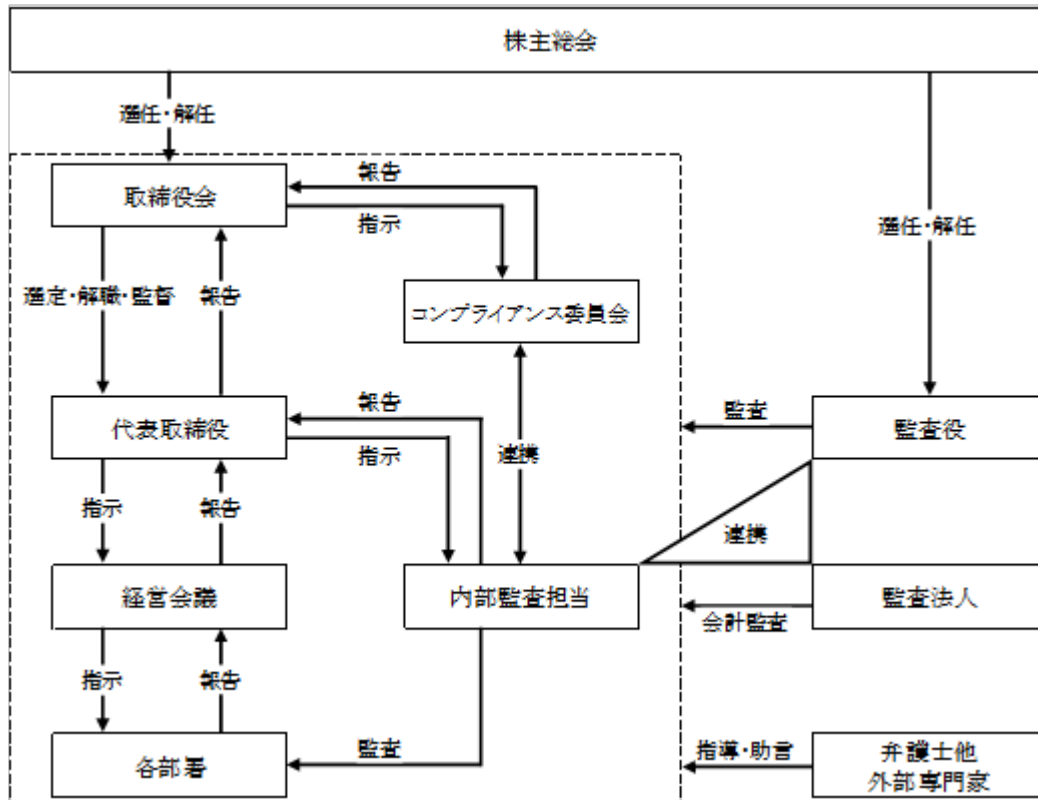 株主総会
選任・解任
選任・解任
取締役会
報告
指示
選定・解職・監督
報告
コンプライアンス委員会
代表取締役
報告
指示
連携
監査
監査役
指示
報告
連携
経営会議
内部監査担当
監査法人
会計監査
指示
報告
各部署
監査
指導・助言
弁護士他
外部専門家